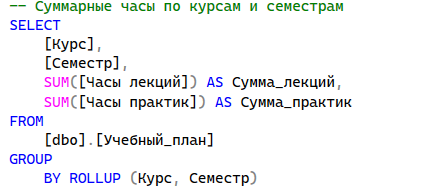 -- Суммарные часы по курсам и семестрам
SELECT
    [Курс],
    [Семестр],
    SUM([Часы лекций]) AS Сумма_лекций,
    SUM([Часы практик]) AS Сумма_практик
FROM
    [dbo].[Учебный_план]
GROUP
    BY ROLLUP (Курс, Семестр)